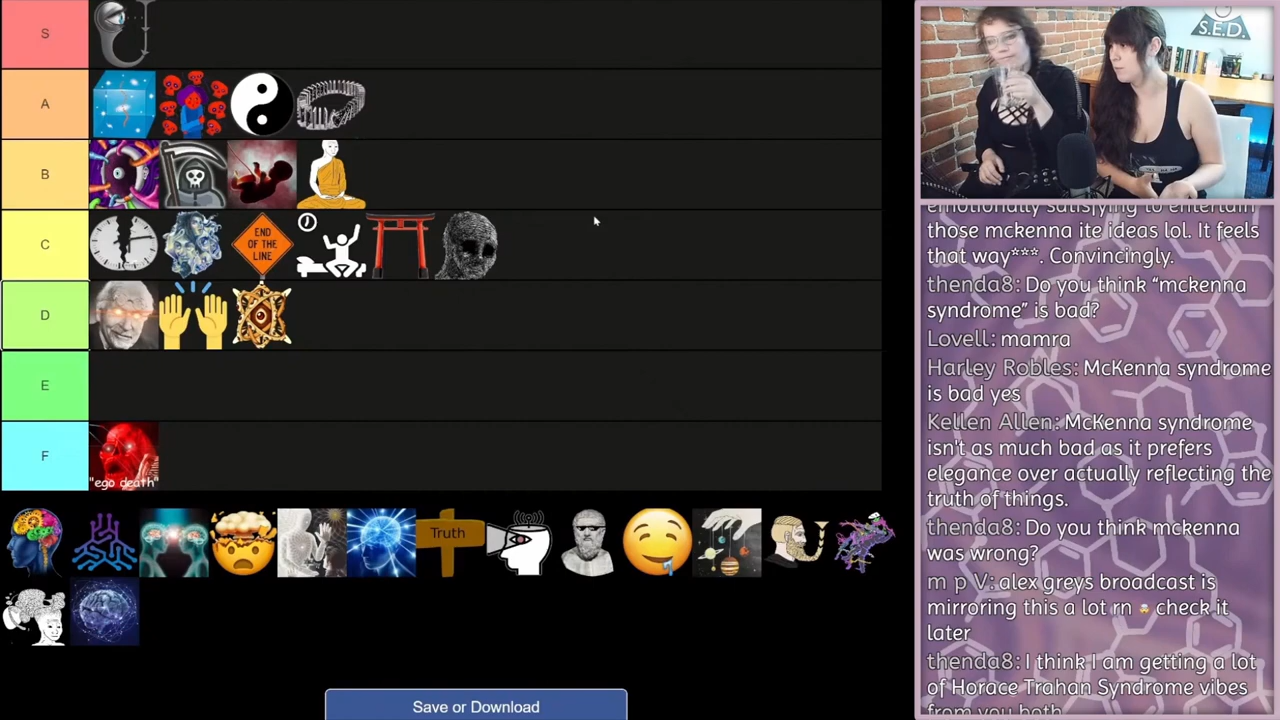 S
A
B
C
D
E
F
END
OF THE
LINE
"ego death"
Truth
Save or Download
S.E.D.
emotionally satisfying to entertain
those mckenna ite ideas lol. It feels
that way***. Convincingly.
thenda8: Do you think “mckenna
syndrome” is bad?
Lovell: mamra
Harley Robles: McKenna syndrome
is bad yes
Kellen Allen: McKenna syndrome
isn't as much bad as it prefers
elegance over actually reflecting the
truth of things.
thenda8: Do you think mckenna
was wrong?
m p V: alex greys broadcast is
mirroring this a lot rn 🤯 check it
later
thenda8: I think I am getting a lot
of Horace Trahan Syndrome vibes
from you both